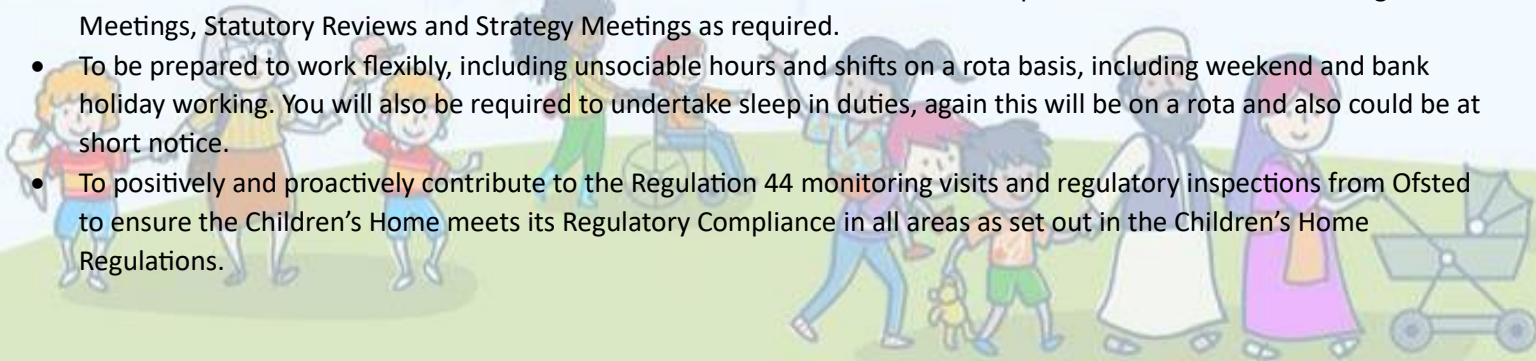 Meetings, Statutory Reviews and Strategy Meetings as required.
• To be prepared to work flexibly, including unsociable hours and shifts on a rota basis, including weekend and bank
holiday working. You will also be required to undertake sleep in duties, again this will be on a rota and also could be at
short notice.
• To positively and proactively contribute to the Regulation 44 monitoring visits and regulatory inspections from Ofsted
to ensure the Children’s Home meets its Regulatory Compliance in all areas as set out in the Children’s Home
Regulations.